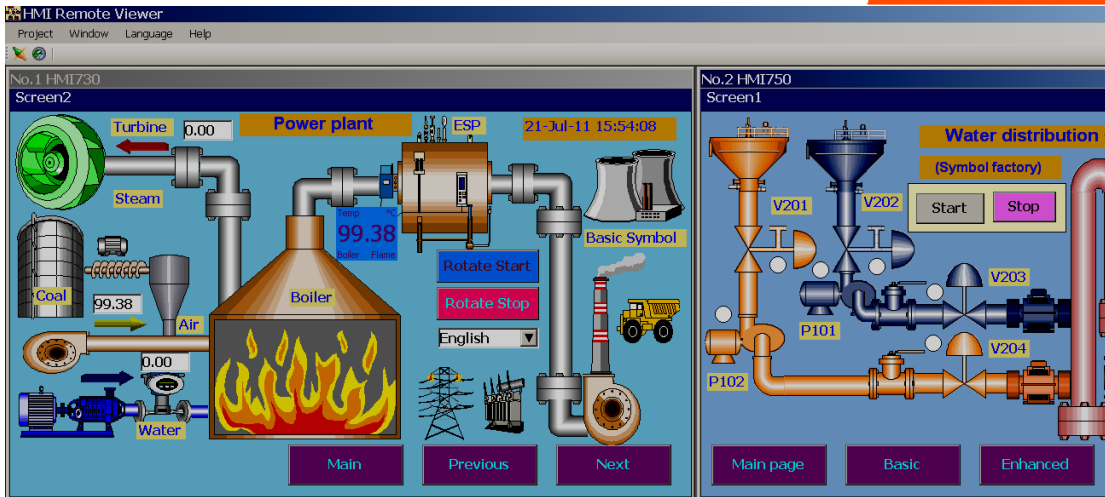 HMI Remote Viewer
Project Window Language Help
No.1 HMI730
Screen2
Turbine
0.00
Power plant
ESP
21-Jul-11 15:54:08
Steam
Temp °C
99.38
Boiler Flame
Basic Symbol
Rotate Start
Coal
99.38
Boiler
Rotate Stop
Air
English
0.00
Water
Main
Previous
Next
No.2 HMI750
Screen1
Water distribution
(Symbol factory)
V201
V202
Start
Stop
V203
P101
V204
P102
Main page
Basic
Enhanced